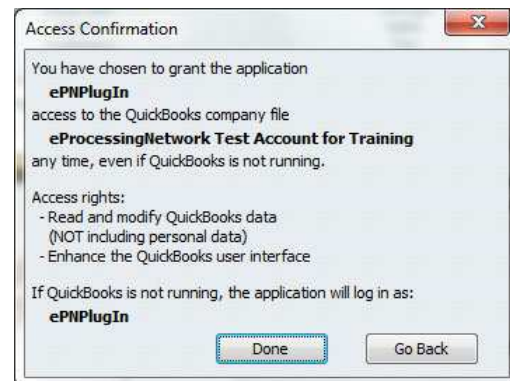 Access Confirmation
You have chosen to grant the application
ePNPlugIn
access to the QuickBooks company file
eProcessingNetwork Test Account for Training
any time, even if QuickBooks is not running.
Access rights:
- Read and modify QuickBooks data
(NOT including personal data)
- Enhance the QuickBooks user interface
If QuickBooks is not running, the application will log in as:
ePNPlugIn
Done
Go Back